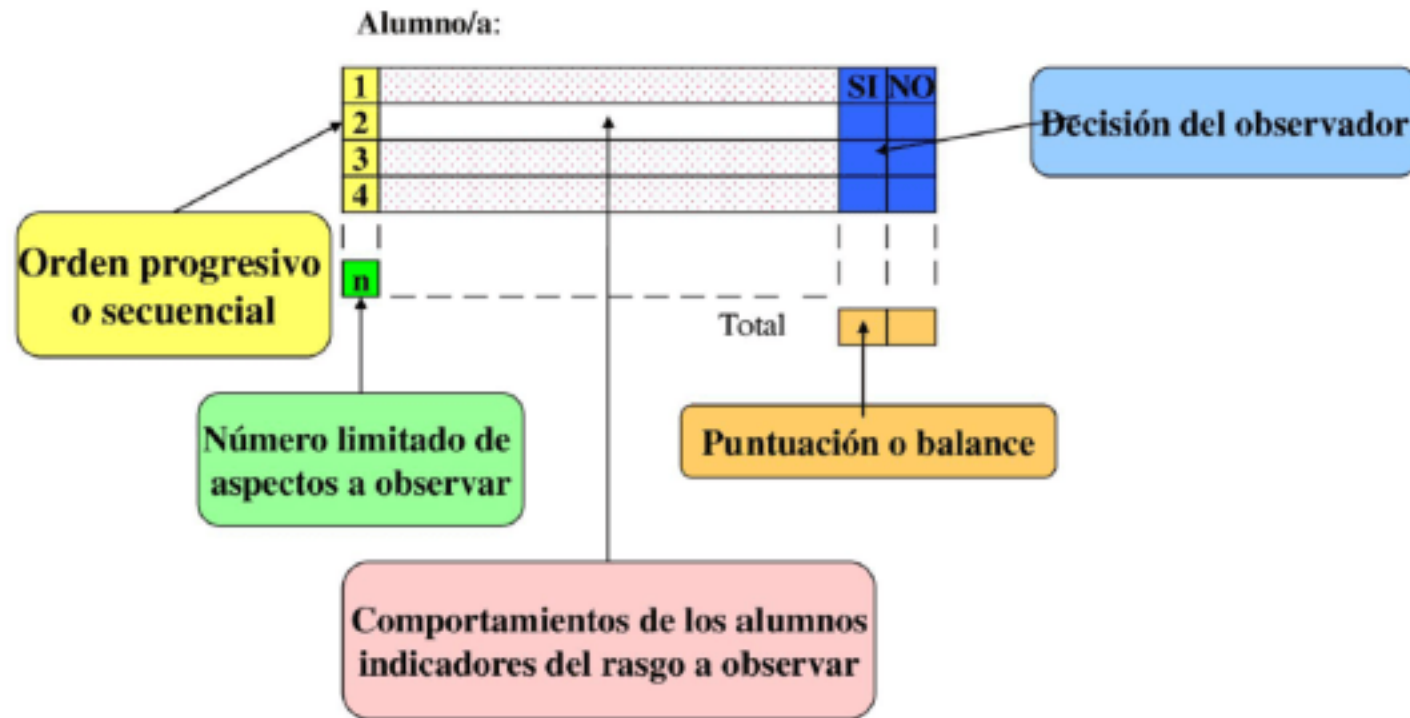 Alumno/a:
1 SI NO
2
3
4
Decisión del observador
Orden progresivo
o secuencial
n
Total
Número limitado de
aspectos a observar
Puntuación o balance
Comportamientos de los alumnos
indicadores del rasgo a observar